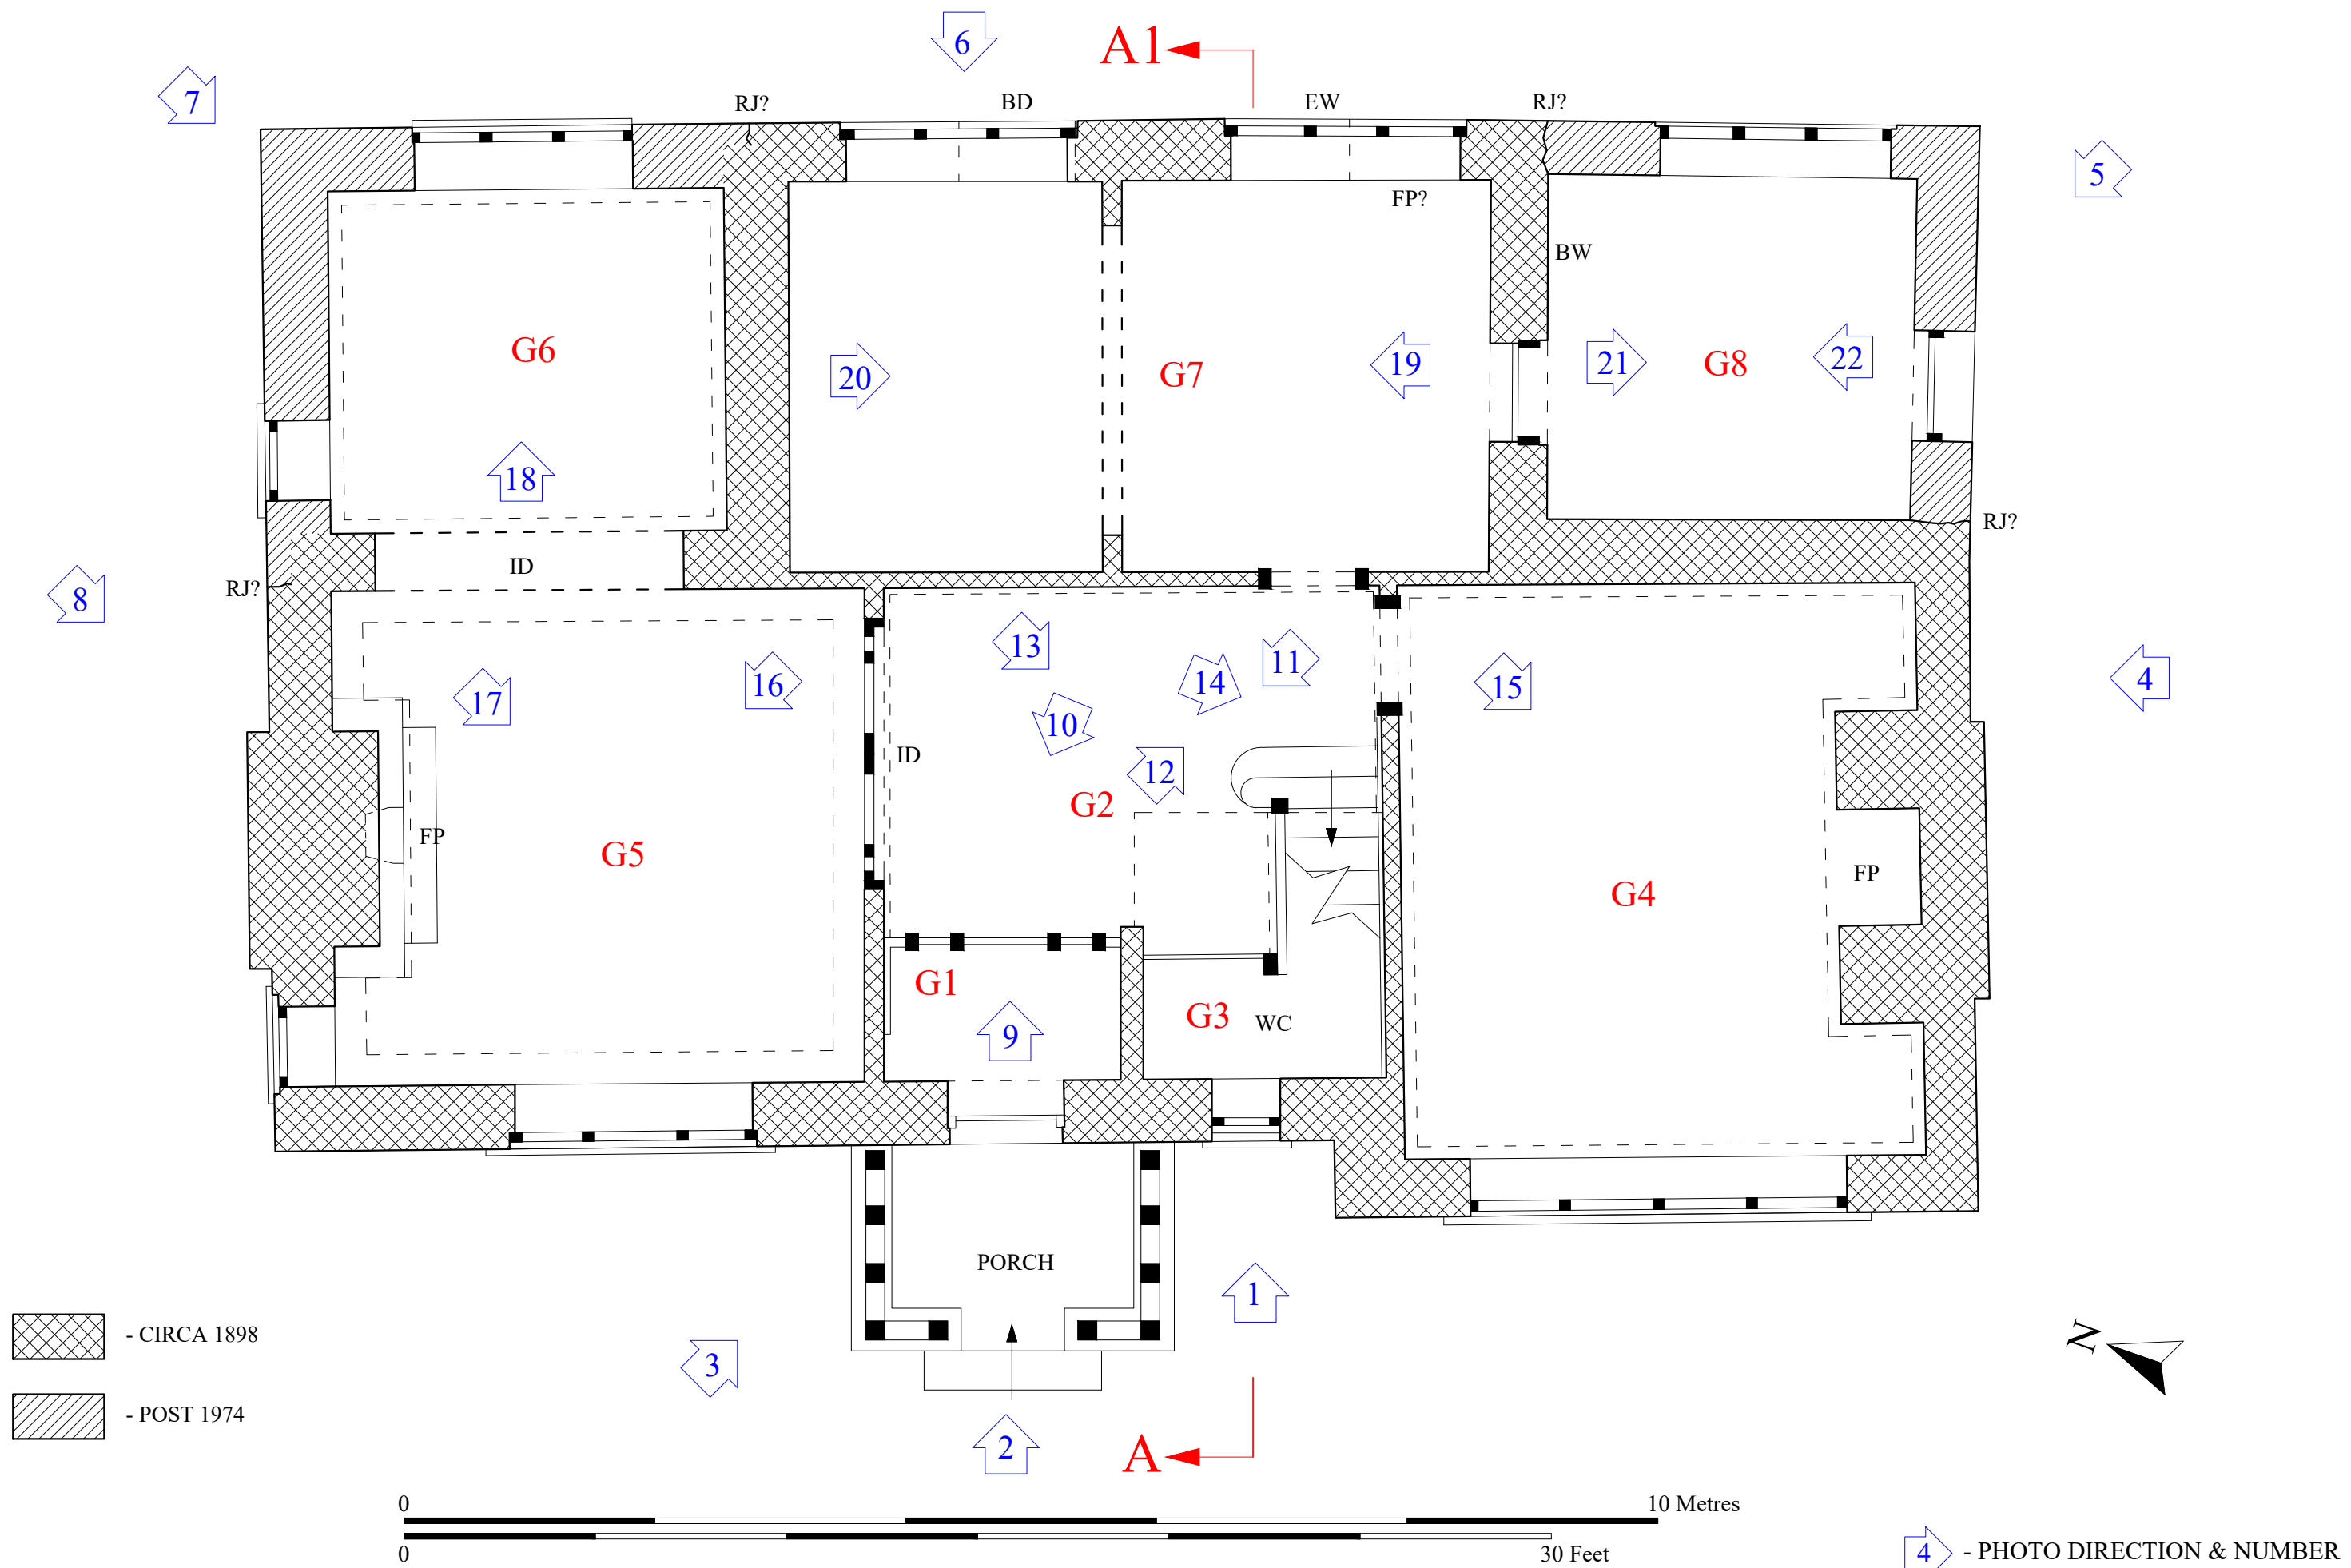 6
A1
7
RJ?
BD
EW
RJ?
5
FP?
BW
G6
20
G7
19
21
G8
22
18
RJ?
ID
RJ?
8
13
11
4
17
16
14
15
10
ID
12
G2
FP
G5
G4
FP
G1
G3
WC
9
PORCH
1
- CIRCA 1898
N
3
- POST 1974
2
A
0
10 Metres
0
30 Feet
4 - PHOTO DIRECTION & NUMBER